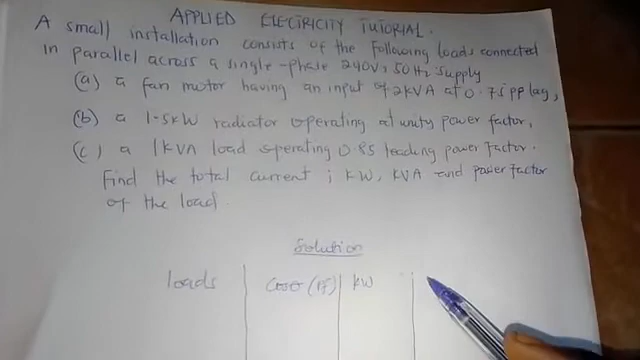 APPLIED ELECTRICITY TUTORIAL.
A small installation consists of the following loads connected
in parallel across a single-phase 240V, 50Hz supply
(a) a fan motor having an input of 2kVA at 0.75 pp lag,
(b) a 1.5kW radiator operating at unity power factor.
(c) a 1KVA load operating 0.85 leading power factor.
Find the total current, kW, kVA and power factor
of the load.
Solution
loads cosθ (Pf) kW